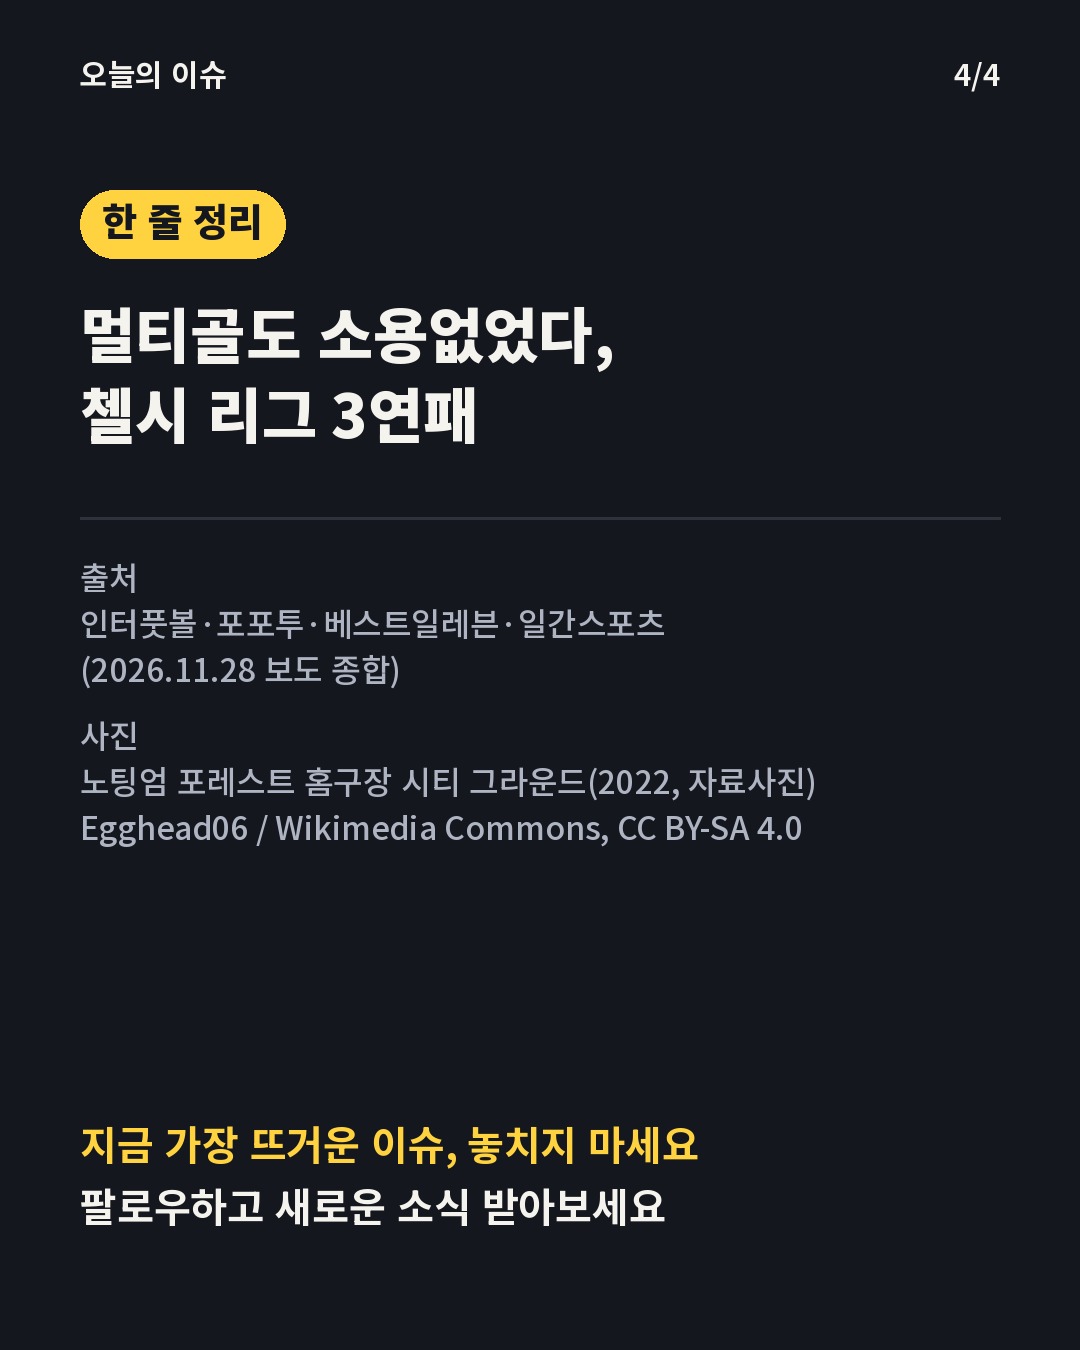 오늘의 이슈
4/4
한 줄 정리
멀티골도 소용없었다,
첼시 리그 3연패
출처
인터풋볼·포포투·베스트일레븐·일간스포츠
(2026.11.28 보도 종합)
사진
노팅엄 포레스트 홈구장 시티 그라운드(2022, 자료사진)
Egghead06 / Wikimedia Commons, CC BY-SA 4.0
지금 가장 뜨거운 이슈, 놓치지 마세요
팔로우하고 새로운 소식 받아보세요